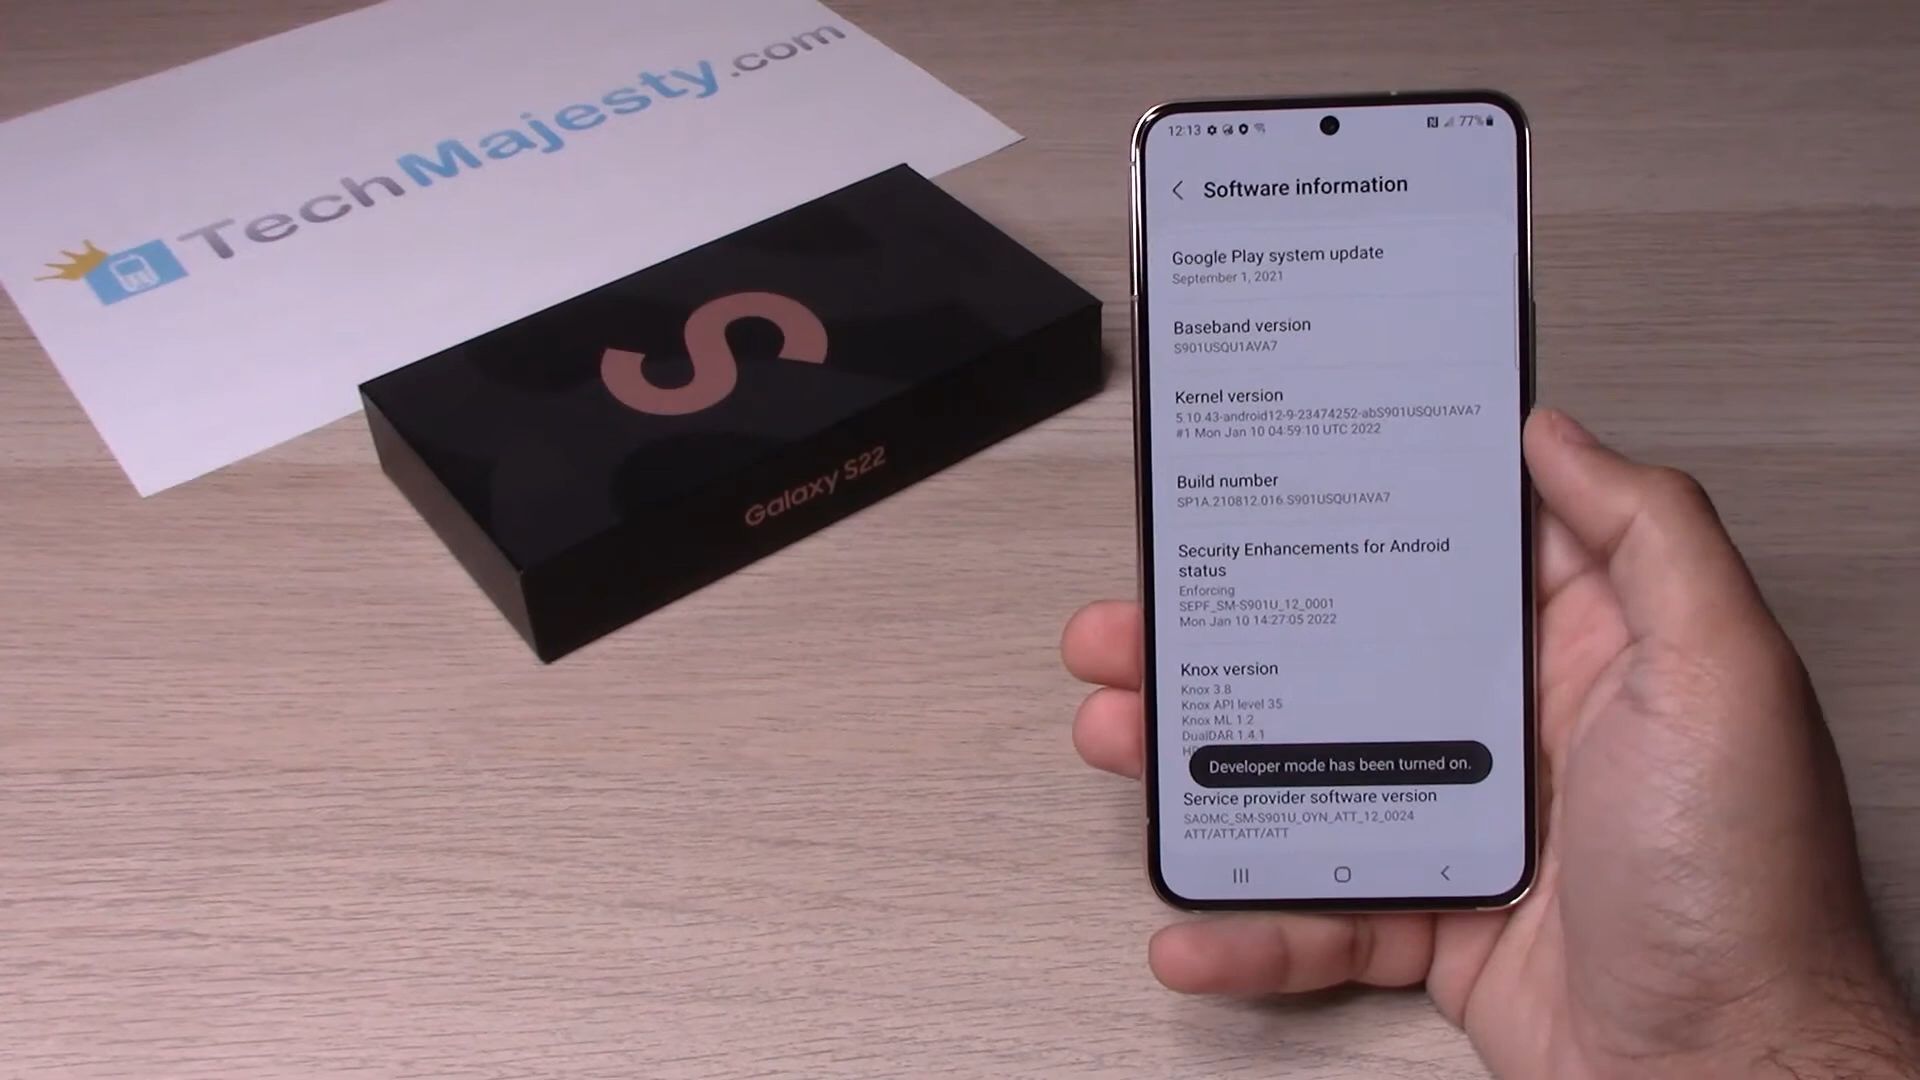 TechMajesty.com
S
Galaxy S22
12:13
77%
Software information
Google Play system update
September 1, 2021
Baseband version
S901USQU1AVA7
Kernel version
5.10.43-android12-9-23474252-abS901USQU1AVA7
#1 Mon Jan 10 04:59:10 UTC 2022
Build number
SP1A.210812.016.S901USQU1AVA7
Security Enhancements for Android
status
Enforcing
SEPF_SM-S901U_12_0001
Mon Jan 10 14:27:05 2022
Knox version
Knox 3.8
Knox API level 35
Knox ML 1.2
DualDAR 1.4.1
Developer mode has been turned on.
Service provider software version
SAOMC_SM-S901U_OYN_ATT_12_0024
ATT/ATT,ATT/ATT